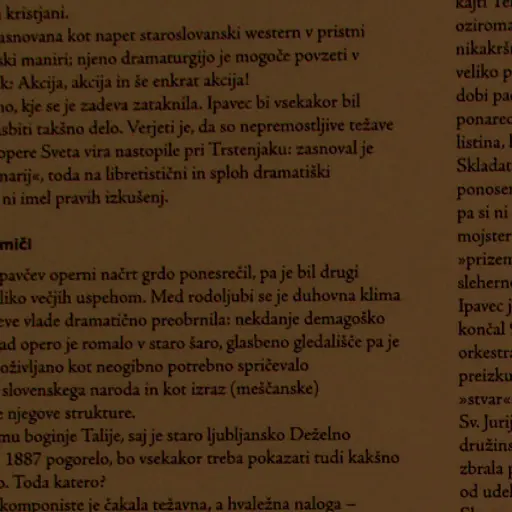 kristjani.
asnovana kot napet staroslovanski western v pristni
ski maniri; njeno dramaturgijo je mogoče povzeti v
k: Akcija, akcija in še enkrat akcija!
no, kje se je zadeva zataknila. Ipavec bi vsekakor bil
sbiti takšno delo. Verjeti je, da so nepremostljive težave
opere Sveta vira nastopile pri Trstenjaku: zasnoval je
narij«, toda na libretistični in sploh dramatiški
ni imel pravih izkušenj.
miči
pavčev operni načrt grdo ponesrečil, pa je bil drugi
liko večjih uspehom. Med rodoljubi se je duhovna klima
eve vlade dramatično preobrnila: nekdanje demagoško
ad opero je romalo v staro šaro, glasbeno gledališče pa je
oživljano kot neogibno potrebno spričevalo
slovenskega naroda in kot izraz (meščanske)
e njegove strukture.
mu boginje Talije, saj je staro ljubljansko Deželno
1887 pogorelo, bo vsekakor treba pokazati tudi kakšno
o. Toda katero?
komponiste je čakala težavna, a hvaležna naloga –
oziroma
nikakrš
veliko p
dobi pa
ponarec
listina,
Skladat
ponosen
pa si ni
mojster
»prizen
sleherne
Ipavec j
končal
orkestra
preizku
»stvar«
Sv. Jurij
družins
zbrala p
od udel